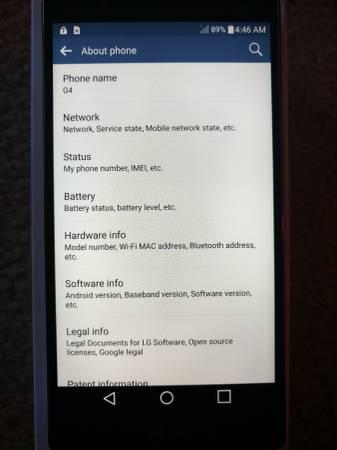 89% 4:46 AM
About phone
Phone name
G4
Network
Network, Service state, Mobile network state, etc.
Status
My phone number, IMEI, etc.
Battery
Battery status, battery level, etc.
Hardware info
Model number, Wi-Fi MAC address, Bluetooth address,
etc.
Software info
Android version, Baseband version, Software version,
etc.
Legal info
Legal Documents for LG Software, Open source
licenses, Google legal
Patent information